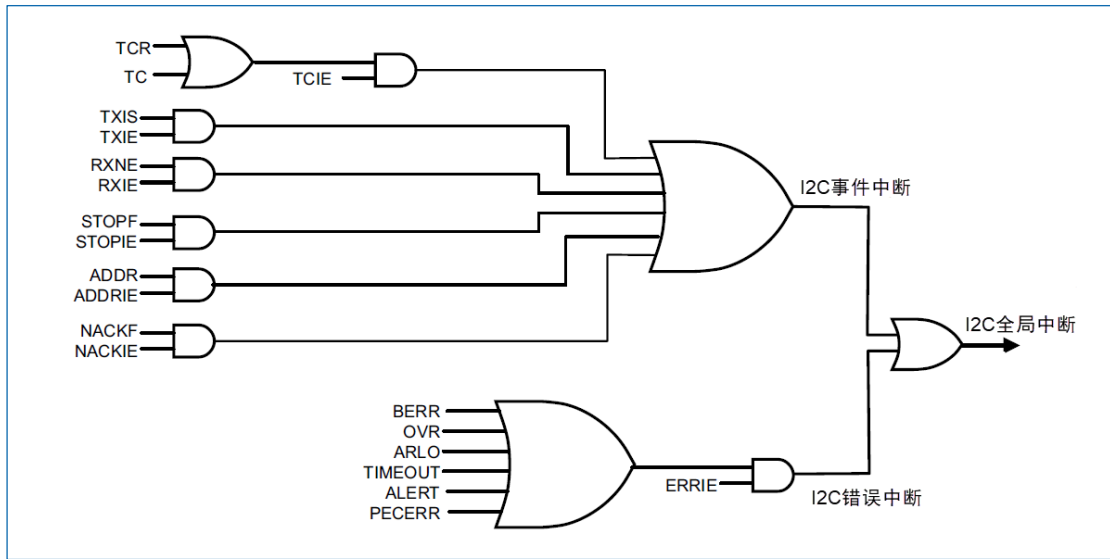 TCR
TC
TCIE
TXIS
TXIE
RXNE
RXIE
STOPF
STOPIE
ADDR
ADDRIE
NACKF
NACKIE
I2C事件中断
I2C全局中断
BERR
OVR
ARLO
TIMEOUT
ALERT
PECERR
ERRIE
I2C错误中断